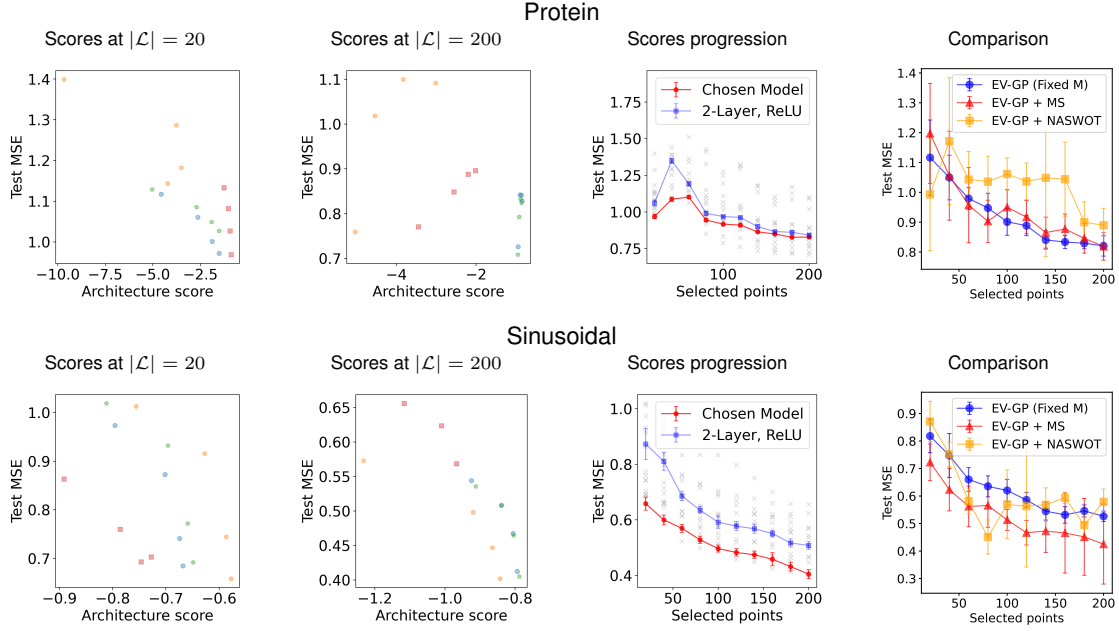 Protein
Scores at |ℒ| = 20
Scores at |ℒ| = 200
Scores progression
Comparison
Test MSE
1.4
1.3
1.2
1.1
1.0
−10.0 −7.5 −5.0 −2.5
Architecture score
Test MSE
1.1
1.0
0.9
0.8
0.7
−4 −2
Architecture score
Test MSE
1.75
1.50
1.25
1.00
0.75
Chosen Model
2-Layer, ReLU
100 200
Selected points
Test MSE
1.4
1.3
1.2
1.1
1.0
0.9
0.8
EV-GP (Fixed M)
EV-GP + MS
EV-GP + NASWOT
50 100 150 200
Selected points
Sinusoidal
Scores at |ℒ| = 20
Scores at |ℒ| = 200
Scores progression
Comparison
Test MSE
1.0
0.9
0.8
0.7
−0.9 −0.8 −0.7 −0.6
Architecture score
Test MSE
0.65
0.60
0.55
0.50
0.45
0.40
−1.2 −1.0 −0.8
Architecture score
Test MSE
1.0
0.8
0.6
0.4
Chosen Model
2-Layer, ReLU
50 100 150 200
Selected points
Test MSE
0.9
0.8
0.7
0.6
0.5
0.4
0.3
EV-GP (Fixed M)
EV-GP + MS
EV-GP + NASWOT
50 100 150 200
Selected points